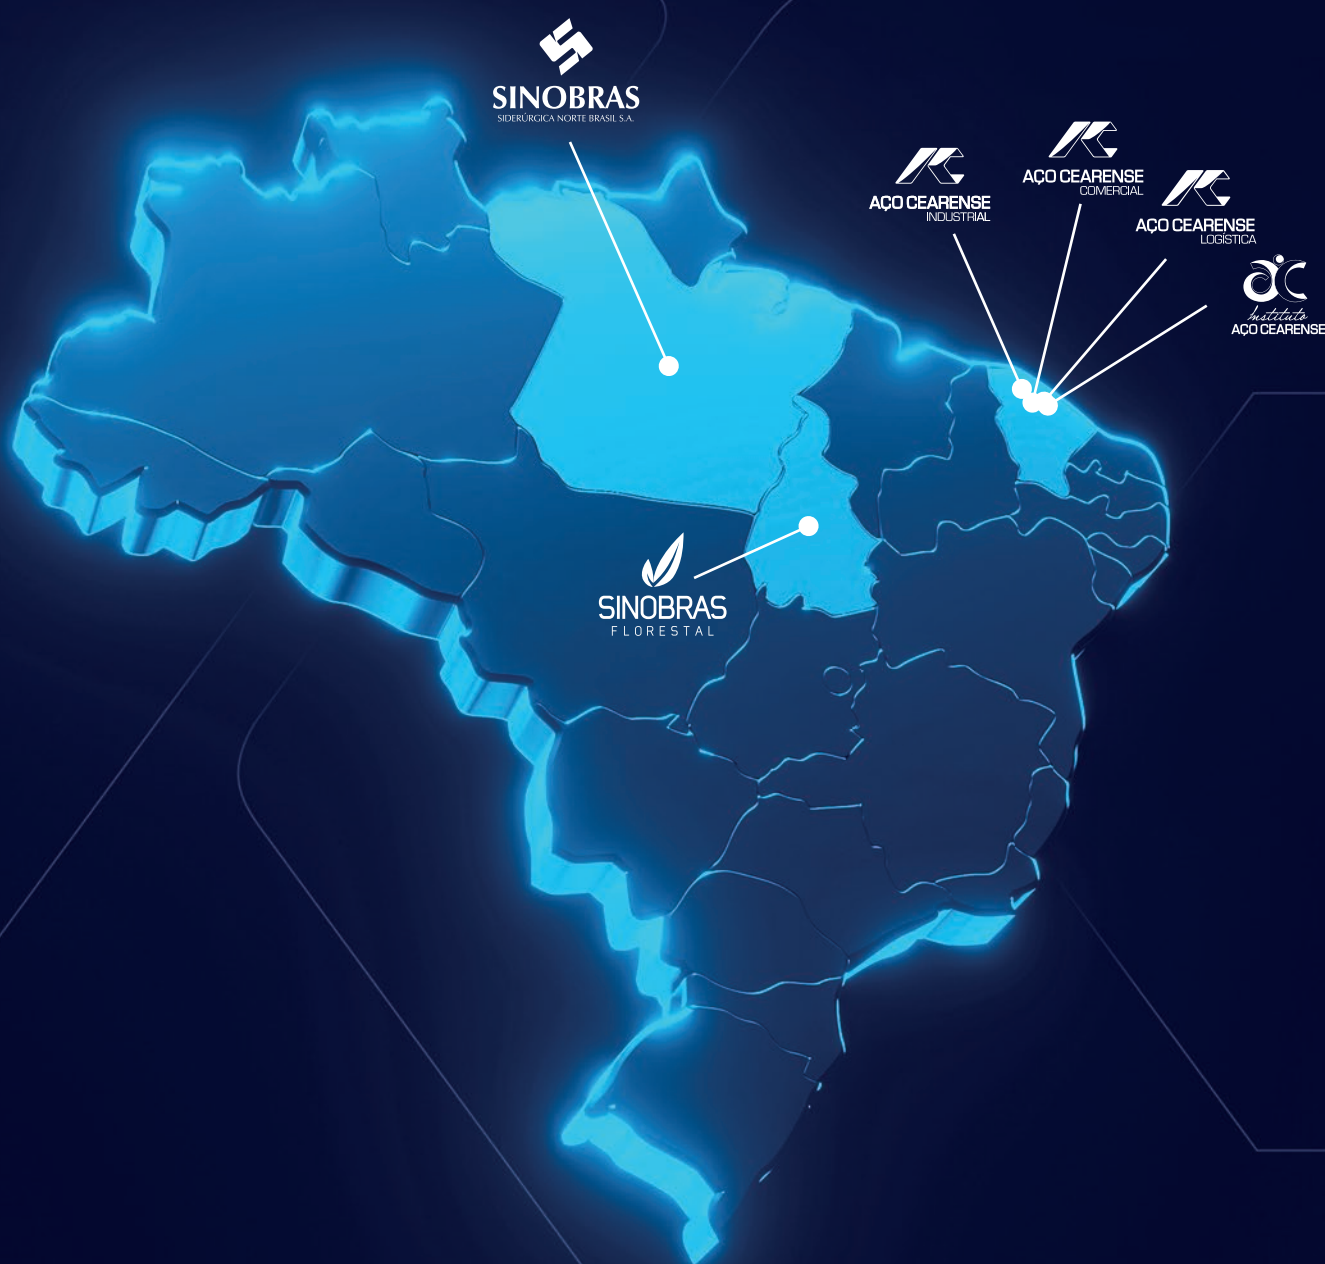 SINOBRAS
SIDERÚRGICA NORTE BRASIL S.A.
AÇO CEARENSE
INDUSTRIAL
AÇO CEARENSE
COMERCIAL
AÇO CEARENSE
LOGÍSTICA
Instituto
AÇO CEARENSE
SINOBRAS
FLORESTAL